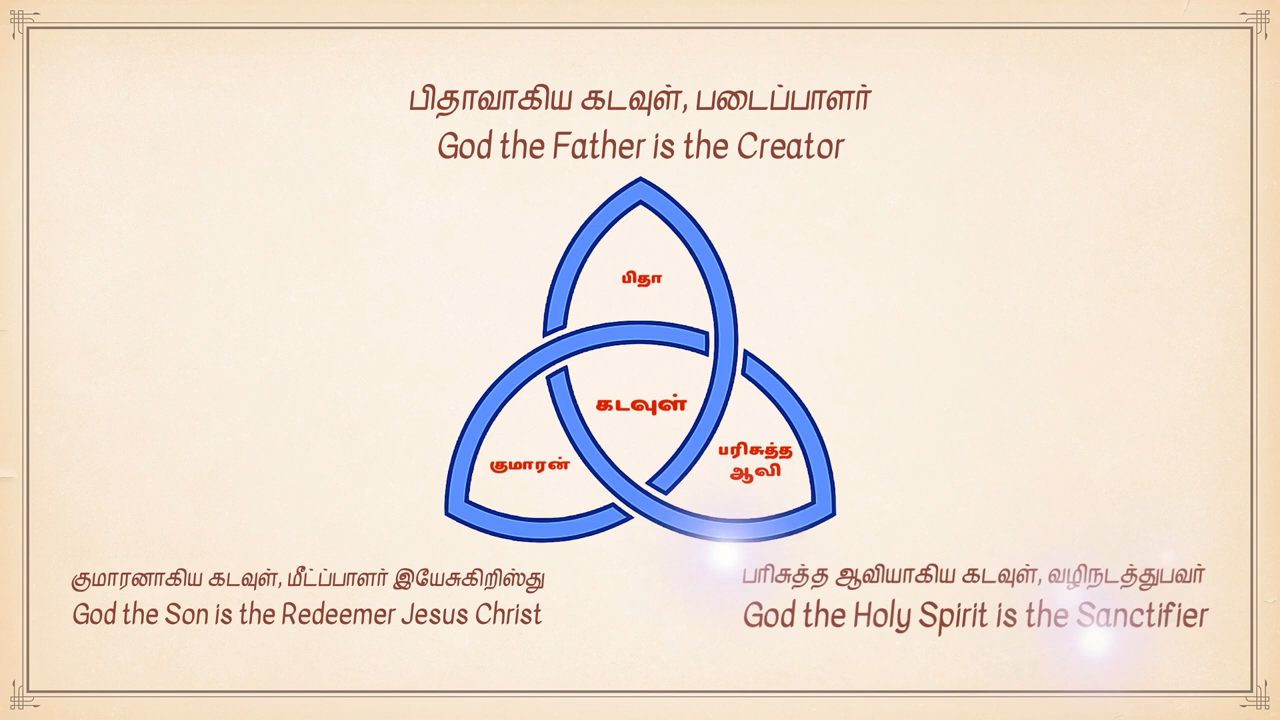 பிதாவாகிய கடவுள், படைப்பாளர்
God the Father is the Creator
பிதா
கடவுள்
குமாரன்
பரிசுத்த
ஆவி
குமாரனாகிய கடவுள், மீட்ப்பாளர் இயேசுகிறிஸ்து
God the Son is the Redeemer Jesus Christ
பரிசுத்த ஆவியாகிய கடவுள், வழிநடத்துபவர்
God the Holy Spirit is the Sanctifier